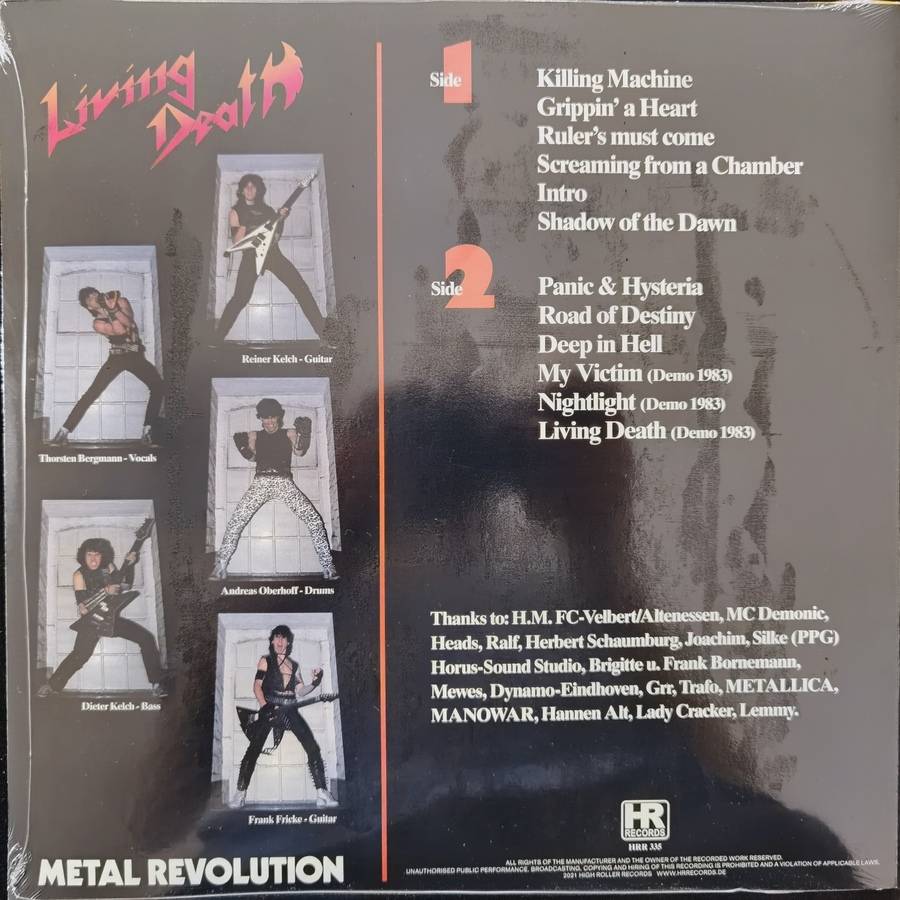 Living
Death
Reiner Kelch - Guitar
Thorsten Bergmann - Vocals
Andreas Oberhoff - Drums
Dieter Kelch - Bass
Frank Fricke - Guitar
METAL REVOLUTION
Side 1
Killing Machine
Grippin' a Heart
Ruler's must come
Screaming from a Chamber
Intro
Shadow of the Dawn
Side 2
Panic & Hysteria
Road of Destiny
Deep in Hell
My Victim (Demo 1983)
Nightlight (Demo 1983)
Living Death (Demo 1983)
Thanks to: H.M. FC-Velbert/Altenessen, MC Demonic,
Heads, Ralf, Herbert Schaumburg, Joachim, Silke (PPG)
Horus-Sound Studio, Brigitte u. Frank Bornemann,
Mewes, Dynamo-Eindhoven, Grr, Trafo, METALLICA,
MANOWAR, Hannen Alt, Lady Cracker, Lemmy.
HR
RECORDS
HRR 335
ALL RIGHTS OF THE MANUFACTURER AND THE OWNER OF THE RECORDED WORK RESERVED.
UNAUTHORISED PUBLIC PERFORMANCE. BROADCASTING, COPYING AND HIRING OF THIS RECORDING IS PROHIBITED AND A VIOLATION OF APPLICABLE LAWS.
2021 HIGH ROLLER RECORDS WWW.HRRECORDS.DE